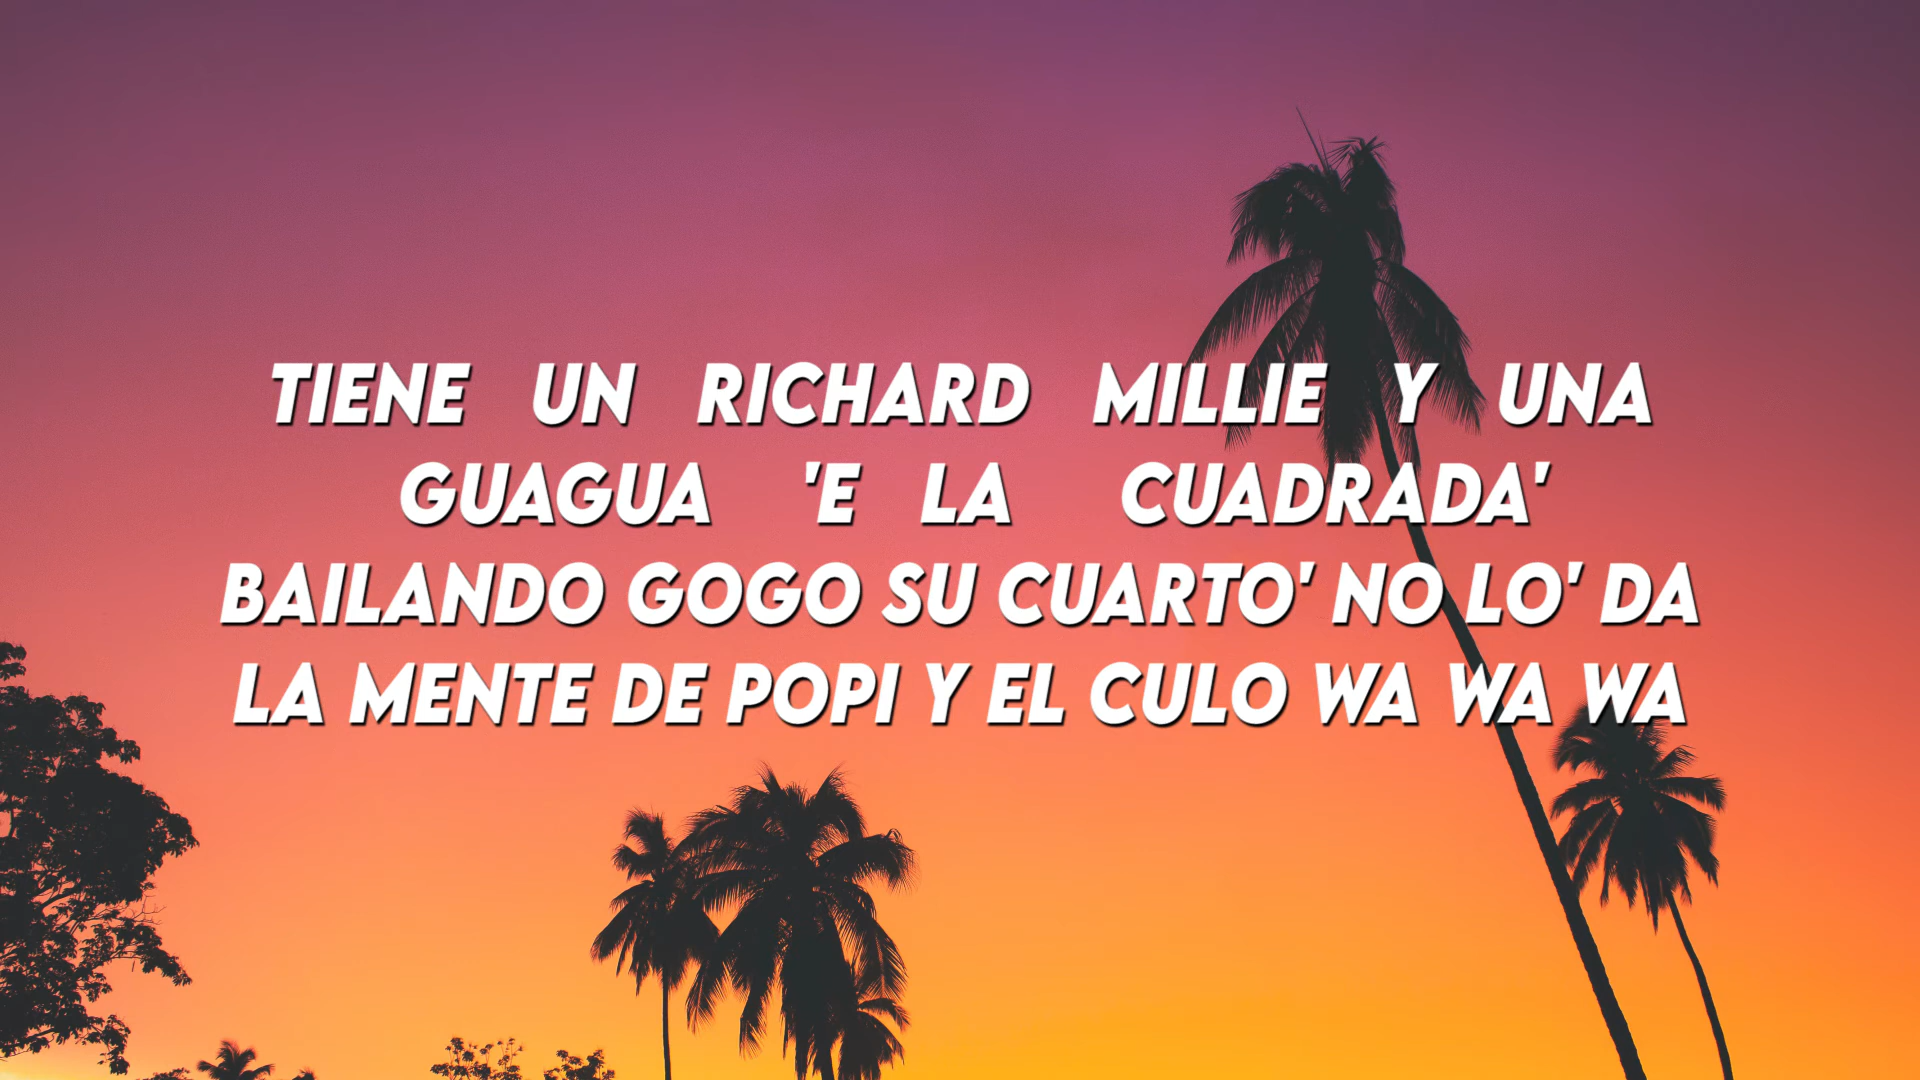 TIENE UN RICHARD MILLIE Y UNA
GUAGUA 'E LA CUADRADA'
BAILANDO GOGO SU CUARTO' NO LO' DA
LA MENTE DE POPI Y EL CULO WA WA WA